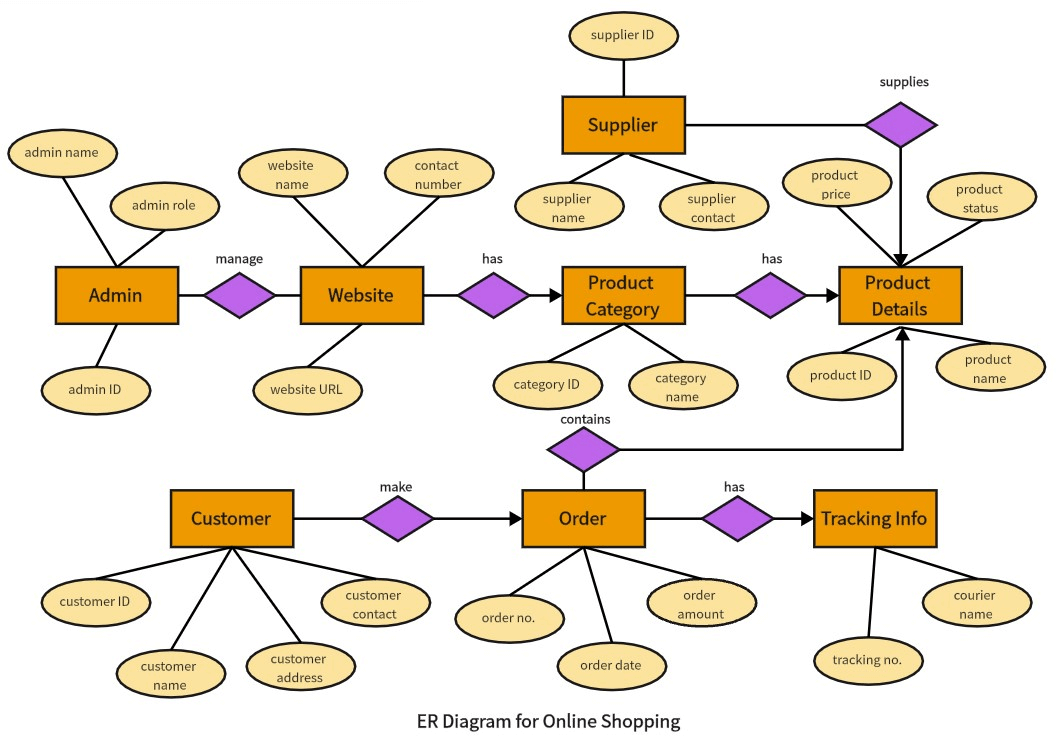 supplier ID
supplies
Supplier
admin name
website
name
contact
number
product
price
product
status
admin role
supplier
name
supplier
contact
manage
has
has
Admin
Website
Product
Category
Product
Details
admin ID
website URL
category ID
category
name
product ID
product
name
contains
make
has
Customer
Order
Tracking Info
customer ID
customer
contact
order no.
order
amount
courier
name
customer
name
customer
address
order date
tracking no.
ER Diagram for Online Shopping